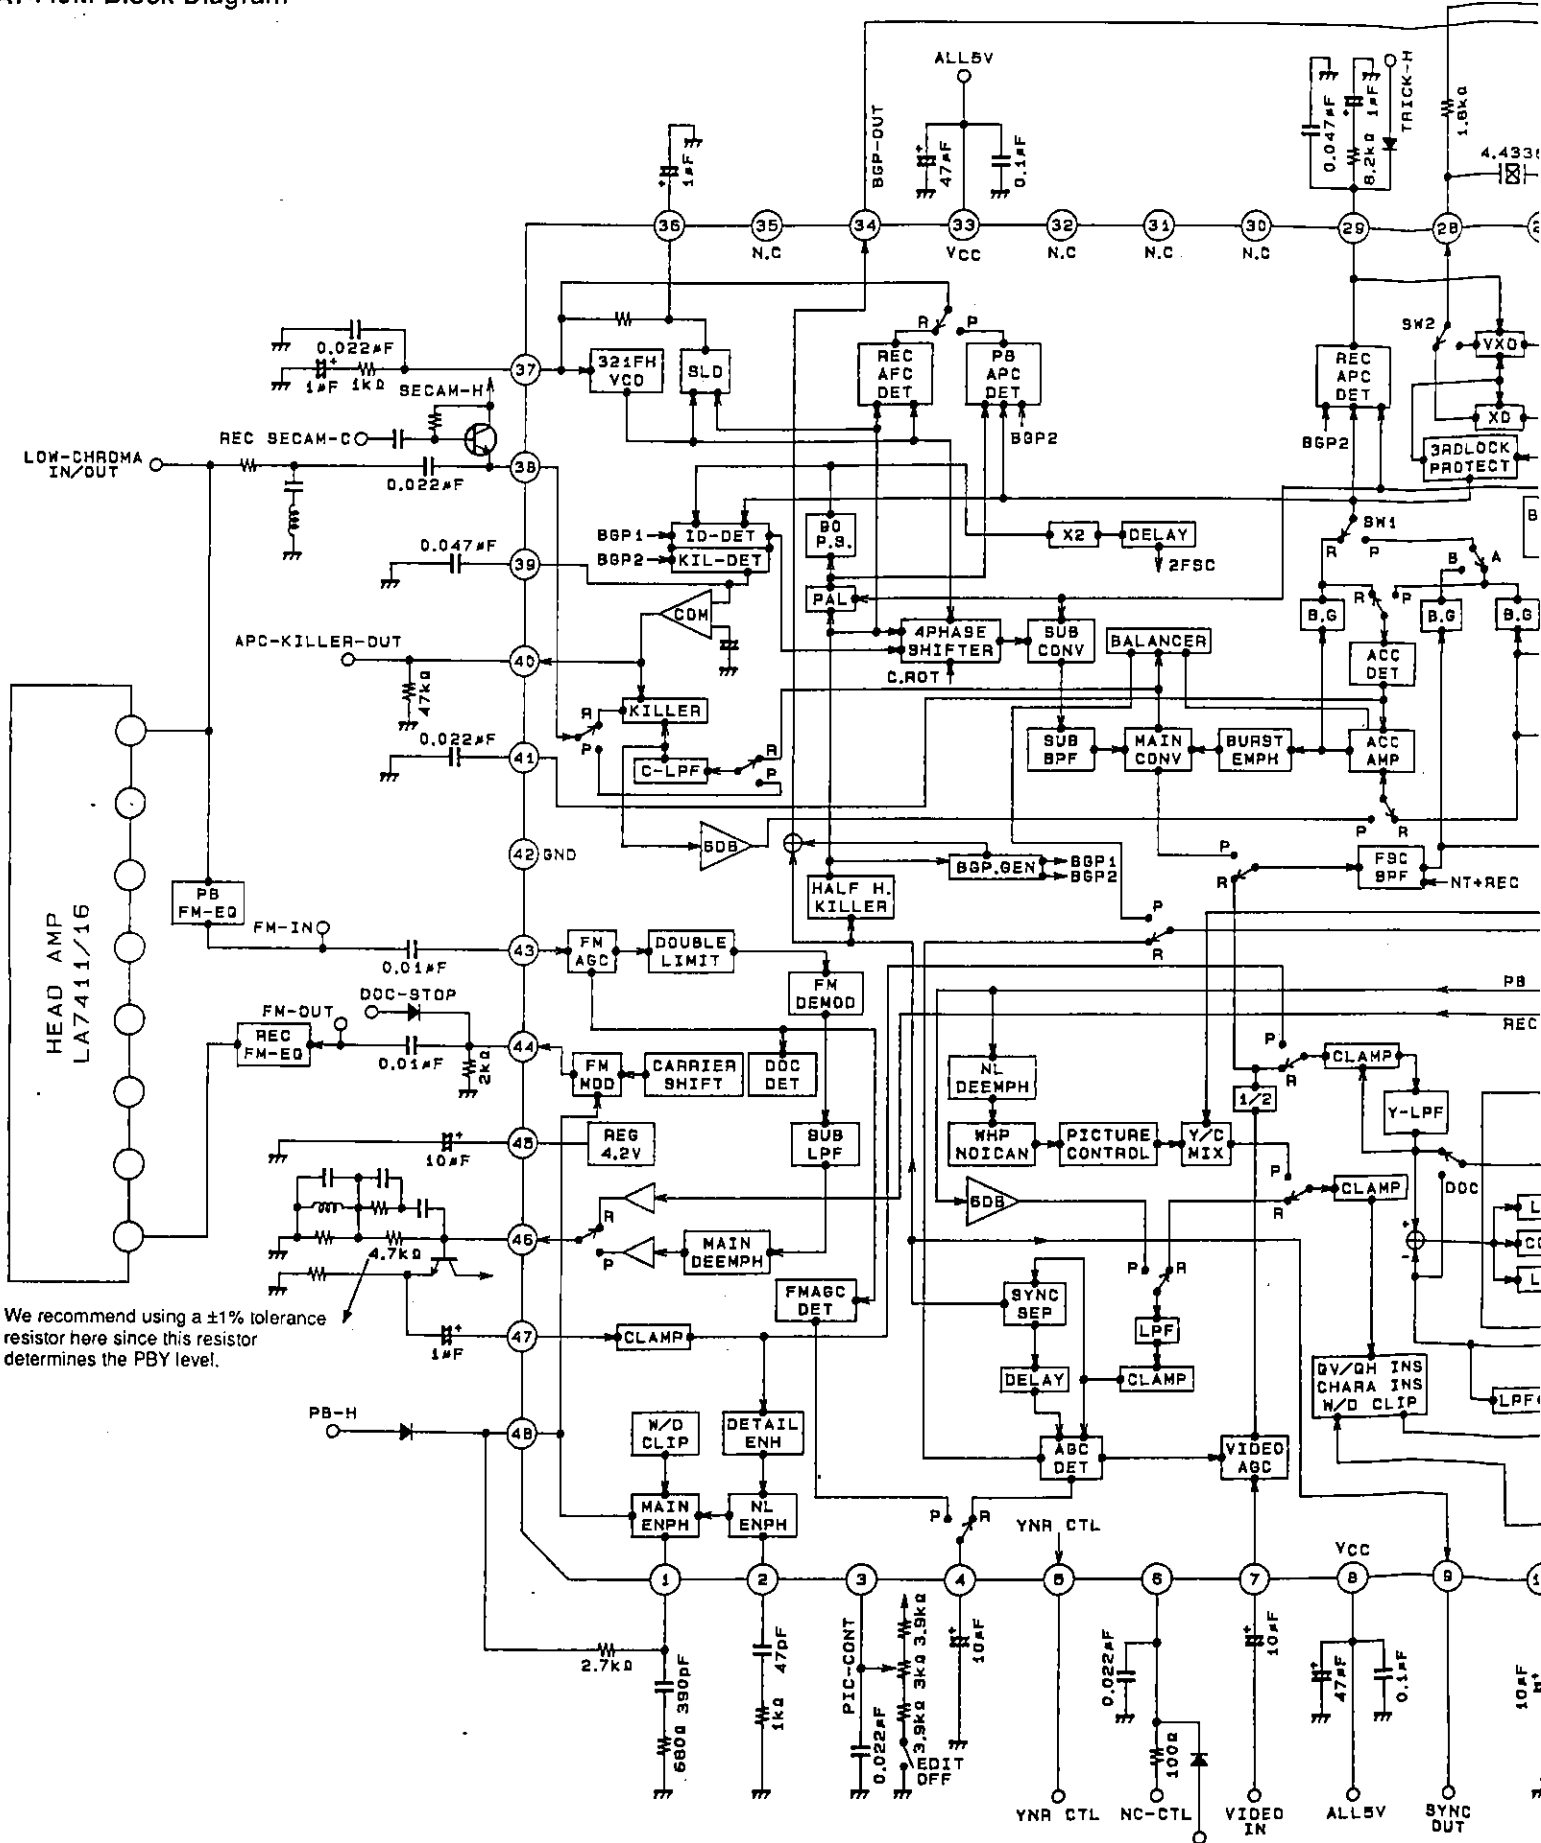 ALL5V
BGP-OUT
47µF
0.1µF
1µF
0.047µF
8.2kΩ
1µF
TRICK-H
1.8kΩ
36
35
34
33
32
31
30
29
28
N.C
VCC
N.C
N.C
N.C
0.022µF
1µF 1kΩ
SECAM-H
REC SECAM-C
LOW-CHROMA
IN/OUT
0.022µF
37
38
321FH
VCO
SLD
R
P
REC
AFC
DET
PB
APC
DET
BGP2
REC
APC
DET
BGP2
SW2
VXO
XO
3RDLOCK
PROTECT
0.047µF
39
BGP1
ID-DET
BGP2
KIL-DET
90
P.S.
X2
DELAY
2FSC
SW1
R
P
B
A
COM
PAL
APC-KILLER-OUT
40
47kΩ
4PHASE
SHIFTER
C.ROT
SUB
CONV
BALANCER
B.G
R
P
B.G
B.G
ACC
DET
KILLER
R
P
0.022µF
41
C-LPF
R
P
SUB
BPF
MAIN
CONV
BURST
EMPH
ACC
AMP
P
R
42
GND
6DB
BGP.GEN
BGP1
BGP2
P
R
FSC
BPF
NT+REC
HEAD AMP
LA7411/16
PB
FM-EQ
HALF H.
KILLER
P
R
FM-IN
0.01µF
43
FM
AGC
DOUBLE
LIMIT
FM
DEMOD
PB
REC
DOC-STOP
FM-OUT
REC
FM-EQ
0.01µF
2kΩ
44
FM
MOD
CARRIER
SHIFT
DOC
DET
NL
DEEMPH
P
R
CLAMP
1/2
Y-LPF
10µF
45
REG
4.2V
SUB
LPF
WHP
NOICAN
PICTURE
CONTROL
Y/C
MIX
P
R
CLAMP
DOC
6DB
4.7kΩ
46
R
P
MAIN
DEEMPH
+
-
P
R
SYNC
SEP
FMAGC
DET
LPF
We recommend using a ±1% tolerance
resistor here since this resistor
determines the PBY level.
1µF
47
CLAMP
DELAY
CLAMP
QV/QH INS
CHARA INS
W/D CLIP
PB-H
48
W/D
CLIP
DETAIL
ENH
AGC
DET
VIDEO
AGC
MAIN
ENPH
NL
ENPH
P
R
YNR CTL
VCC
1
2
3
4
5
6
7
8
9
2.7kΩ
390pF
680Ω
47pF
1kΩ
PIC-CONT
0.022µF
3.9kΩ
3kΩ
3.9kΩ
EDIT
OFF
10µF
0.022µF
100Ω
10µF
47µF
0.1µF
10µF
YNR CTL
NC-CTL
VIDEO
IN
ALL5V
SYNC
OUT